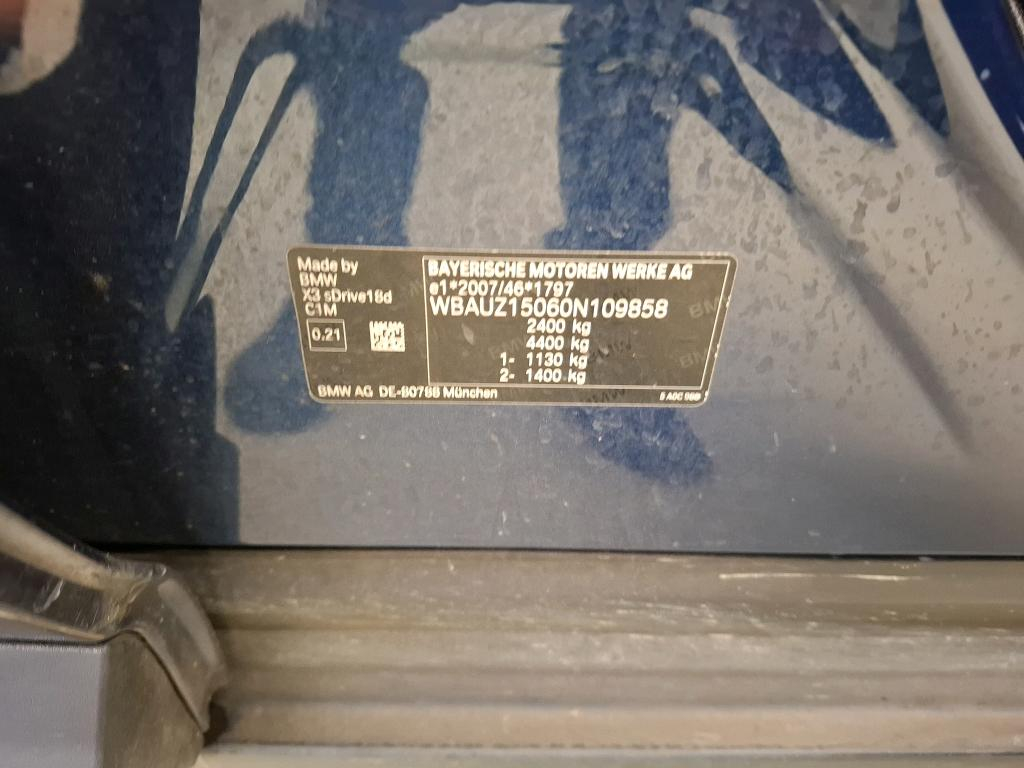 Made by
BMW
X3 sDrive18d
C1M
0.21
BAYERISCHE MOTOREN WERKE AG
e1*2007/46*1797
WBAUZ15060N109858
2400 kg
4400 kg
1- 1130 kg
2- 1400 kg
BMW AG DE-80788 München